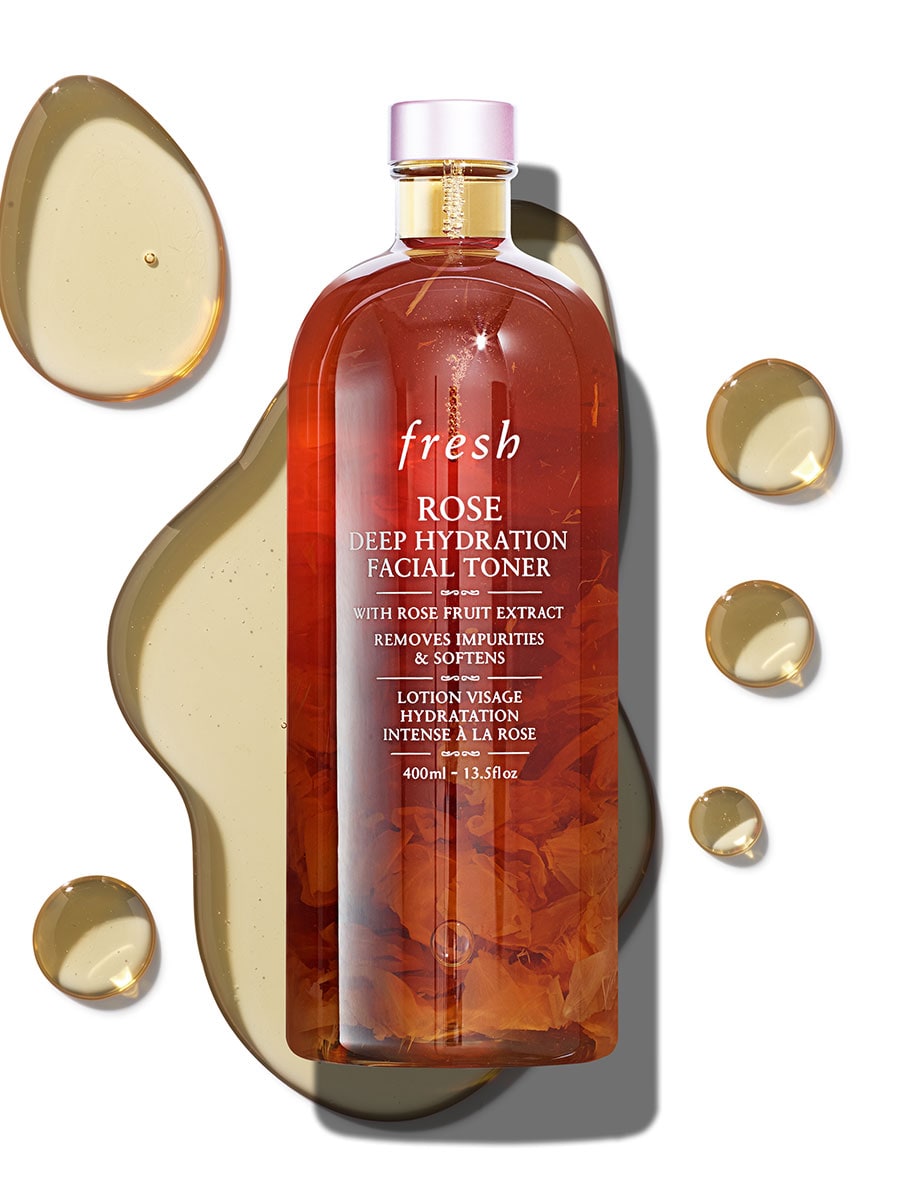 fresh
ROSE
DEEP HYDRATION
FACIAL TONER
WITH ROSE FRUIT EXTRACT
REMOVES IMPURITIES
& SOFTENS
LOTION VISAGE
HYDRATATION
INTENSE À LA ROSE
400ml - 13.5fl oz